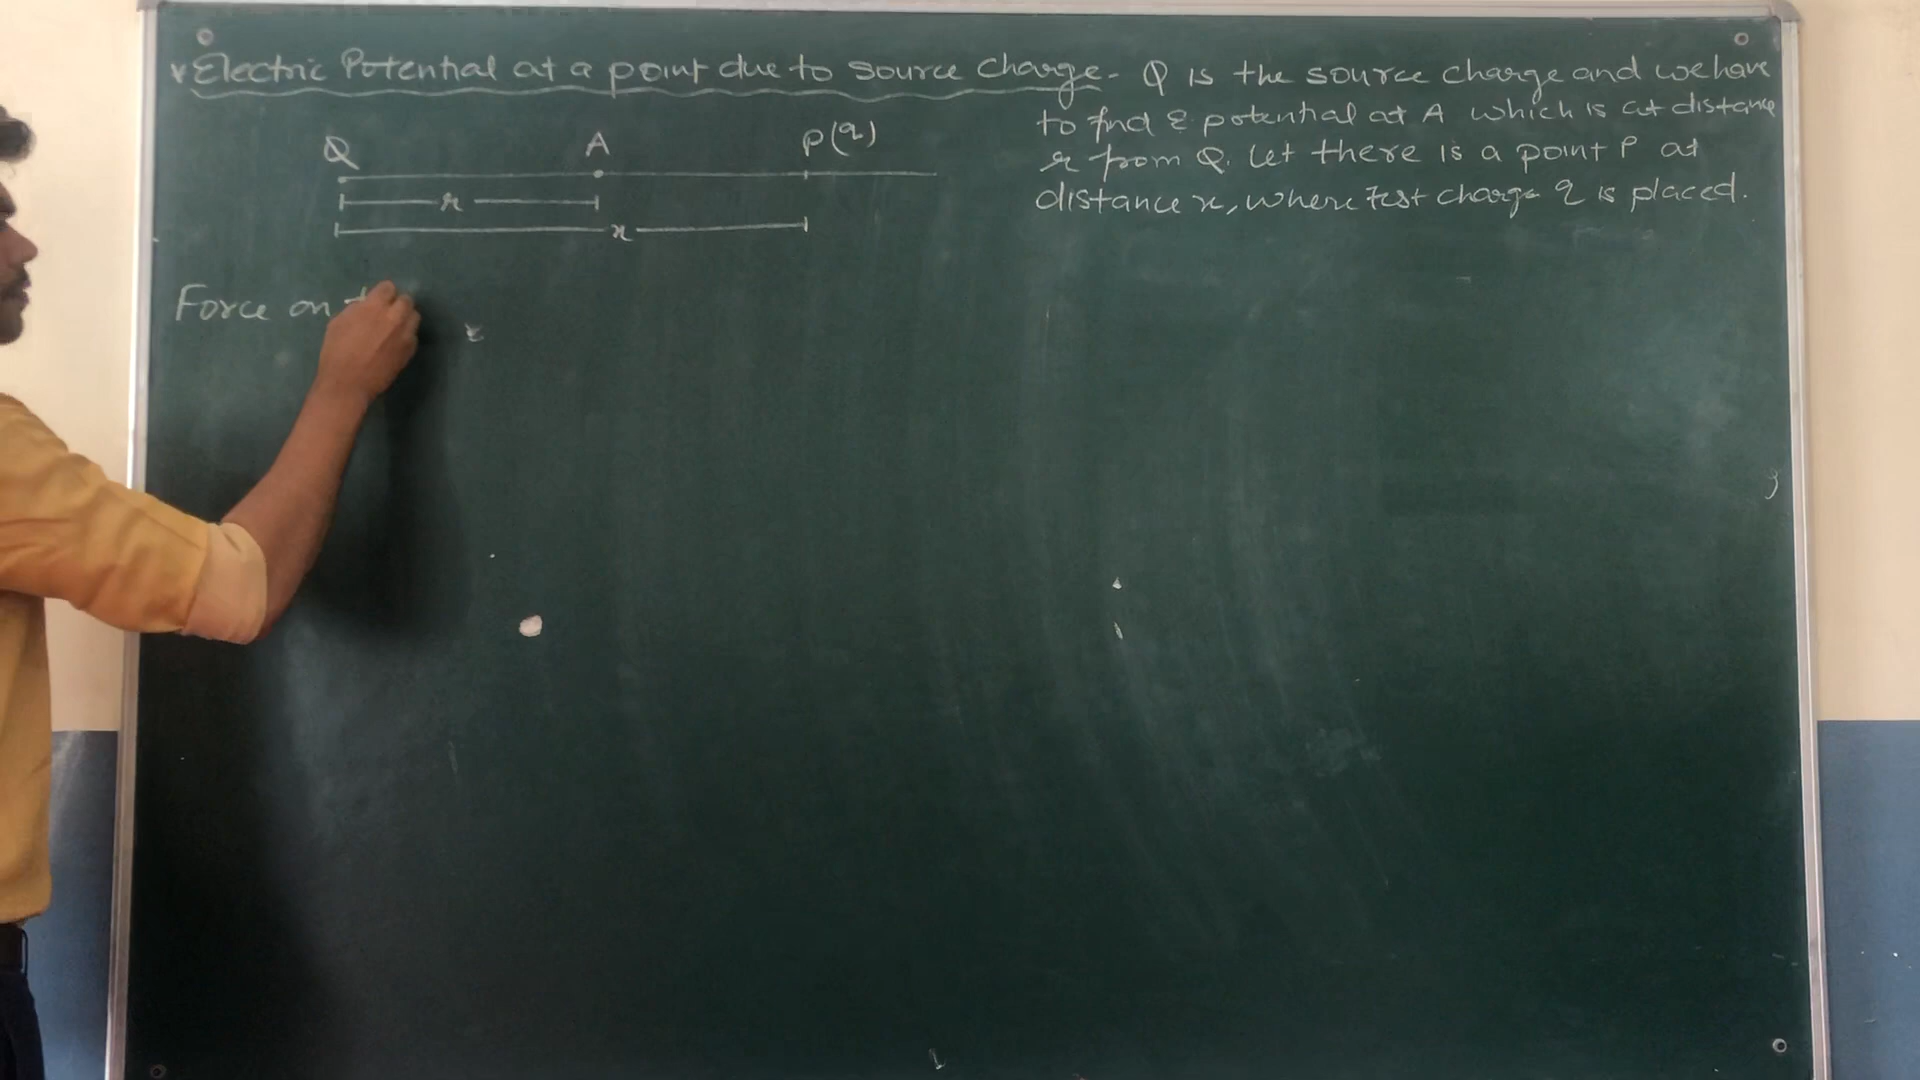 Electric Potential at a point due to source charge - Q is the source charge and we have
to find E potential at A which is at distance
r from Q. Let there is a point P at
distance x, where test charge q is placed.
Q A P(q)
r
x
Force on t